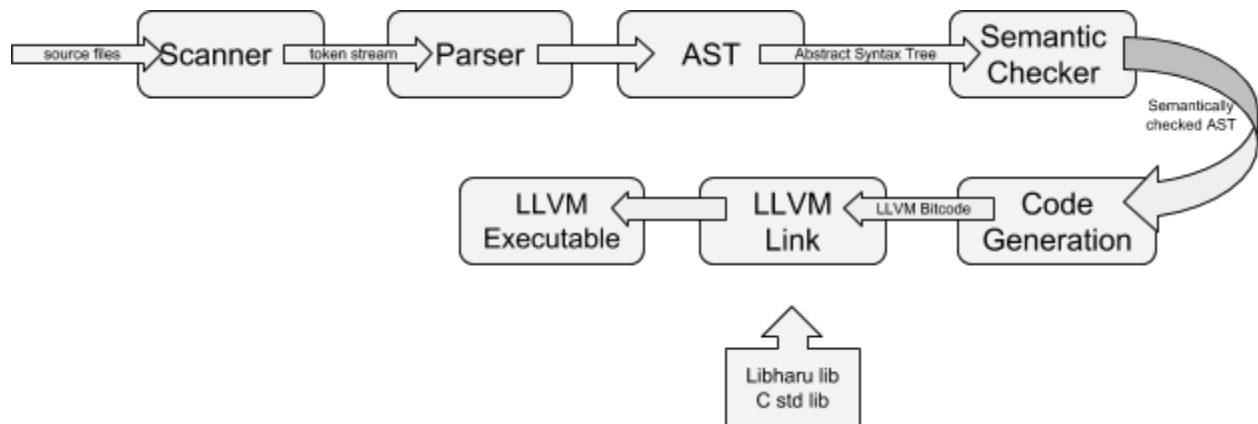 source files
Scanner
token stream
Parser
AST
Abstract Syntax Tree
Semantic
Checker
Semantically
checked AST
LLVM
Executable
LLVM
Link
LLVM Bitcode
Code
Generation
Libharu lib
C std lib